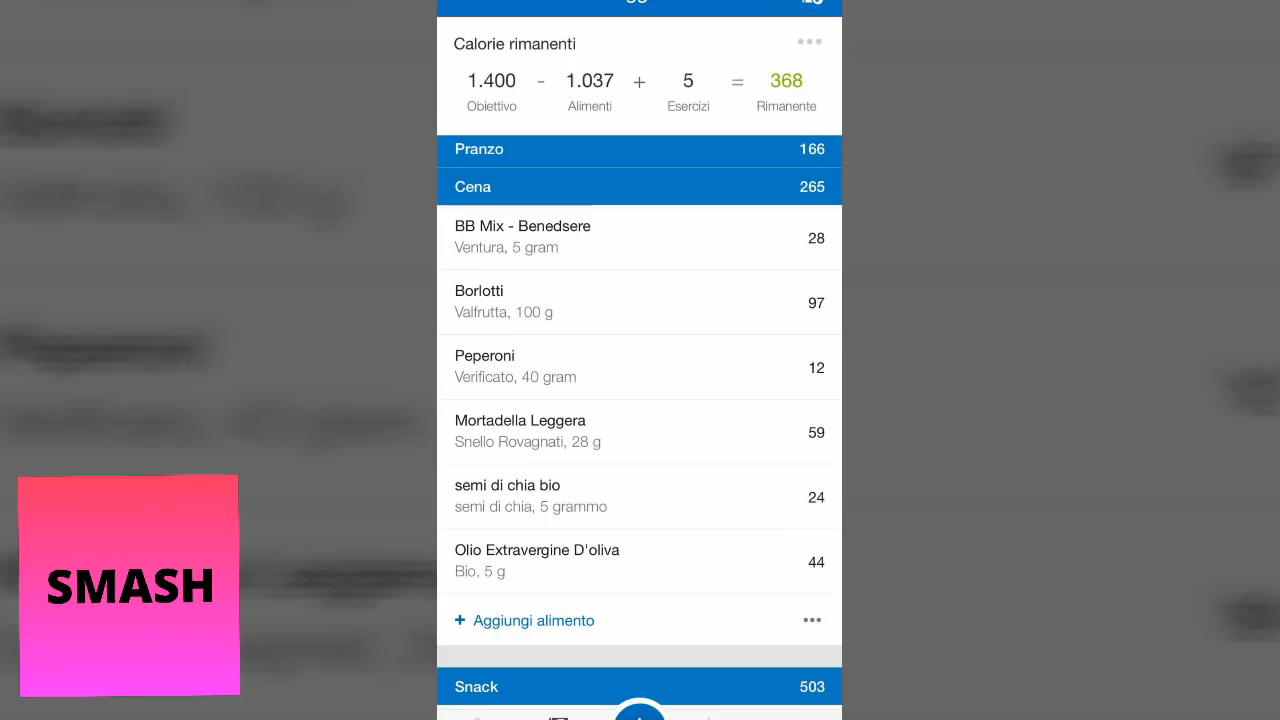 Calorie rimanenti
1.400 - 1.037 + 5 = 368
Obiettivo Alimenti Esercizi Rimanente
Pranzo 166
Cena 265
BB Mix - Benedsere
Ventura, 5 gram 28
Borlotti
Valfrutta, 100 g 97
Peperoni
Verificato, 40 gram 12
Mortadella Leggera
Snello Rovagnati, 28 g 59
semi di chia bio
semi di chia, 5 grammo 24
Olio Extravergine D'oliva
Bio, 5 g 44
+ Aggiungi alimento
Snack 503
SMASH